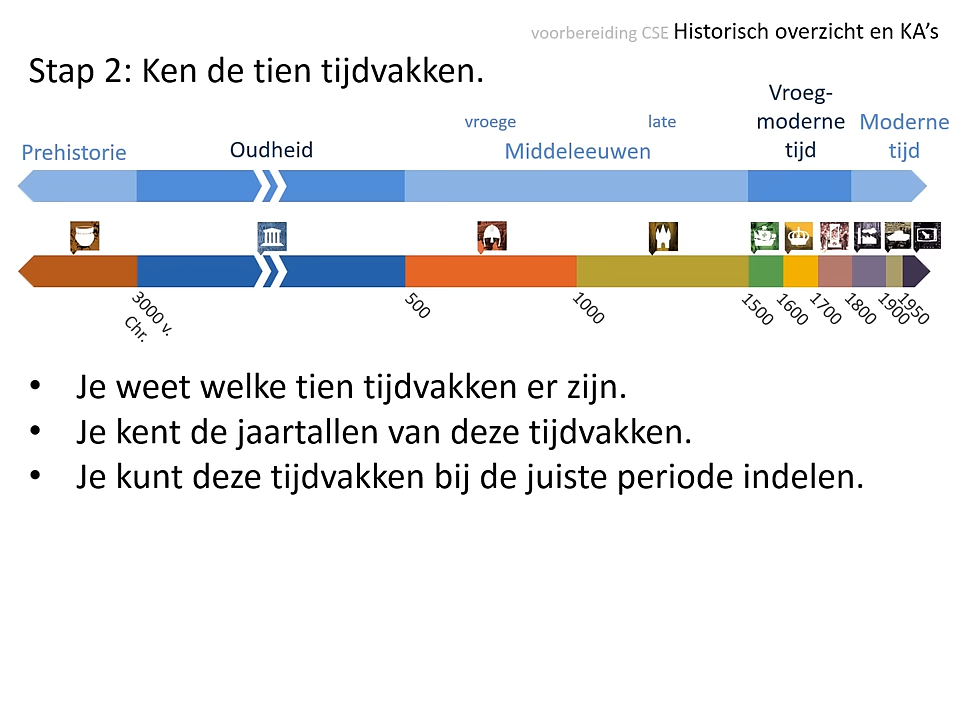 voorbereiding CSE Historisch overzicht en KA’s
Stap 2: Ken de tien tijdvakken.
Prehistorie
Oudheid
vroege
late
Middeleeuwen
Vroeg-
moderne
tijd
Moderne
tijd
3000 v.
Chr.
500
1000
1500
1600
1700
1800
1900
1950
• Je weet welke tien tijdvakken er zijn.
• Je kent de jaartallen van deze tijdvakken.
• Je kunt deze tijdvakken bij de juiste periode indelen.